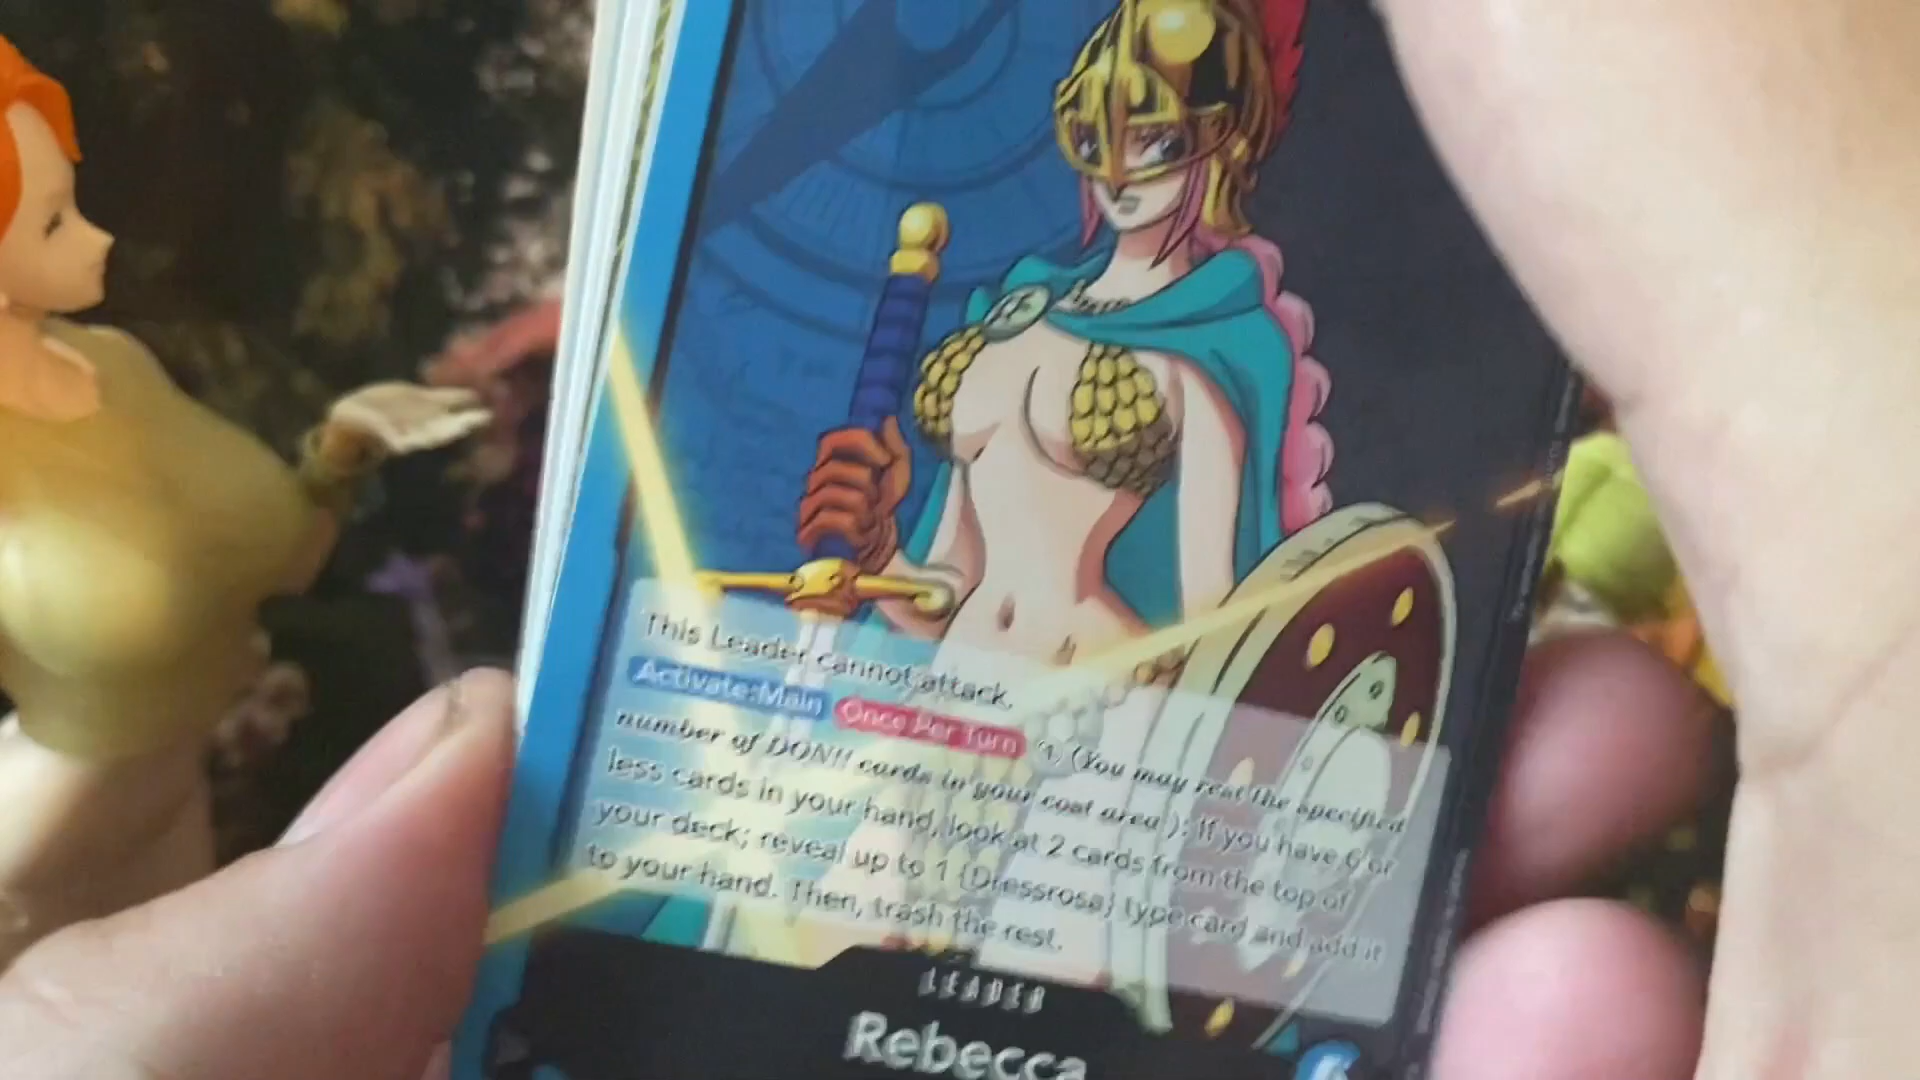 This Leader cannot attack.
Activate:Main Once Per Turn ① (You may rest the specified
number of DON!! cards in your cost area.): If you have 6 or
less cards in your hand, look at 2 cards from the top of
your deck; reveal up to 1 {Dressrosa} type card and add it
to your hand. Then, trash the rest.
LEADER
Rebecca